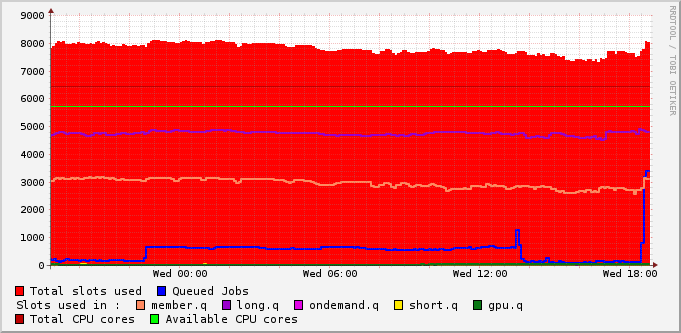 9000
8000
7000
6000
5000
4000
3000
2000
1000
0
Wed 00:00 Wed 06:00 Wed 12:00 Wed 18:00
Total slots used Queued Jobs
Slots used in : member.q long.q ondemand.q short.q gpu.q
Total CPU cores Available CPU cores
RRDTOOL / TOBI OETIKER